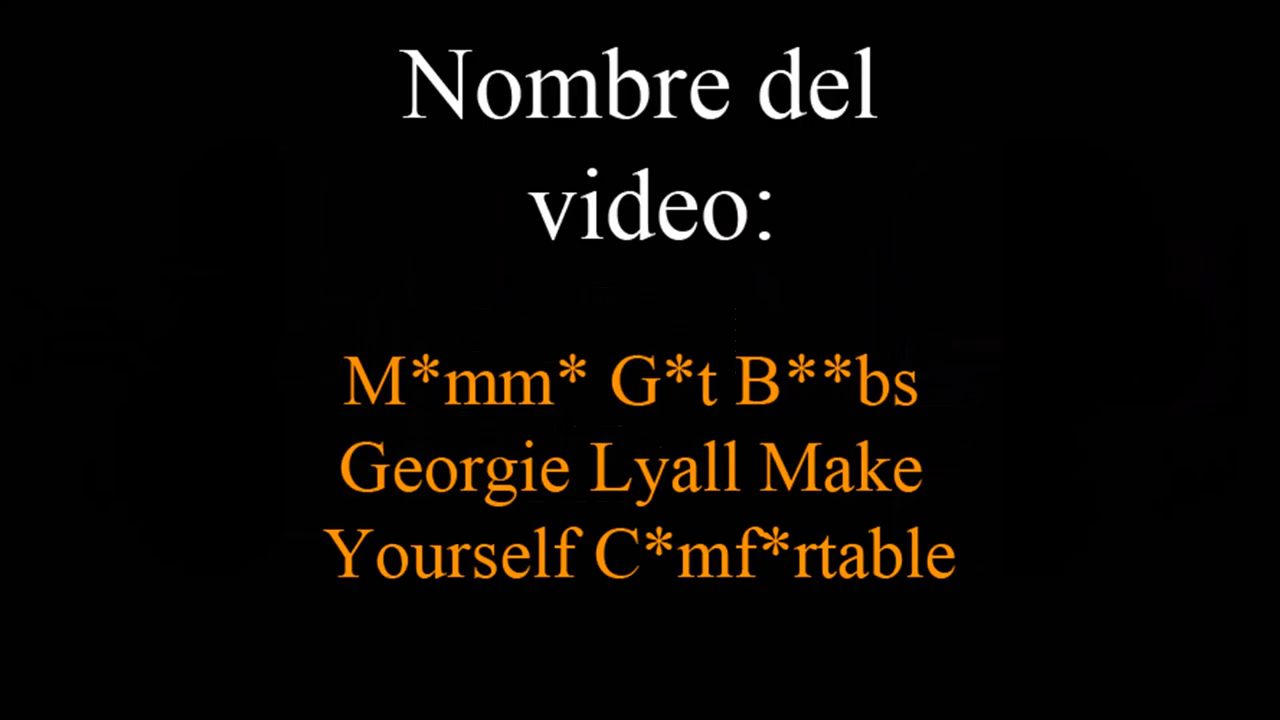 Nombre del
video:
M*mm* G*t B**bs
Georgie Lyall Make
Yourself C*mf*rtable